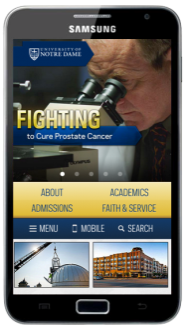 SAMSUNG
UNIVERSITY OF
NOTRE DAME
FIGHTING
to Cure Prostate Cancer
ABOUT
ACADEMICS
ADMISSIONS
FAITH & SERVICE
MENU
MOBILE
SEARCH